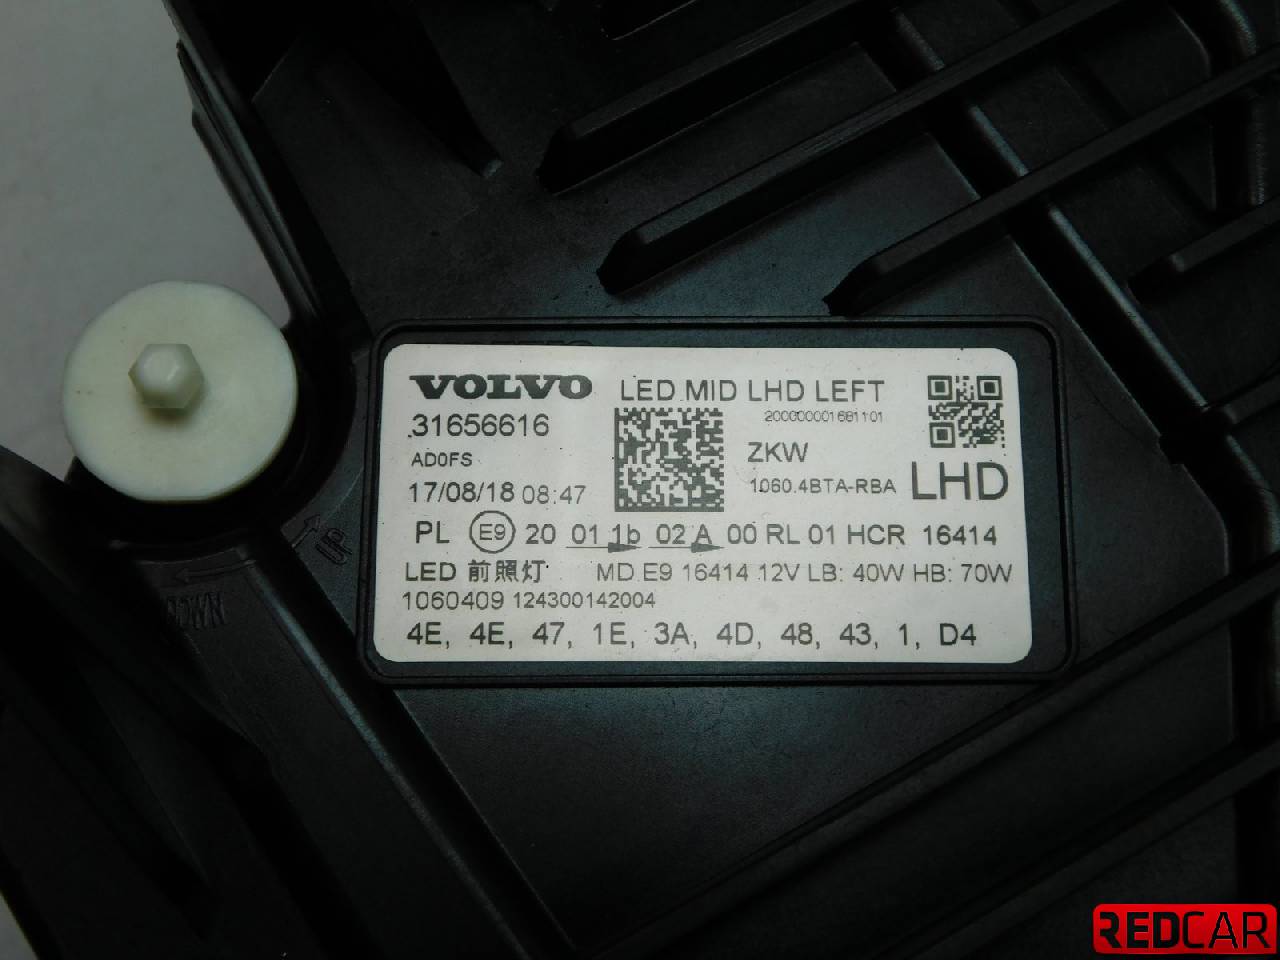 VOLVO LED MID LHD LEFT
31656616
200000001681101
AD0FS
ZKW
17/08/18 08:47
1060.4BTA-RBA
LHD
PL E9 20 01 1b 02 A 00 RL 01 HCR 16414
LED 前照灯 MD E9 16414 12V LB: 40W HB: 70W
1060409 124300142004
4E, 4E, 47, 1E, 3A, 4D, 48, 43, 1, D4
UP
REDCAR